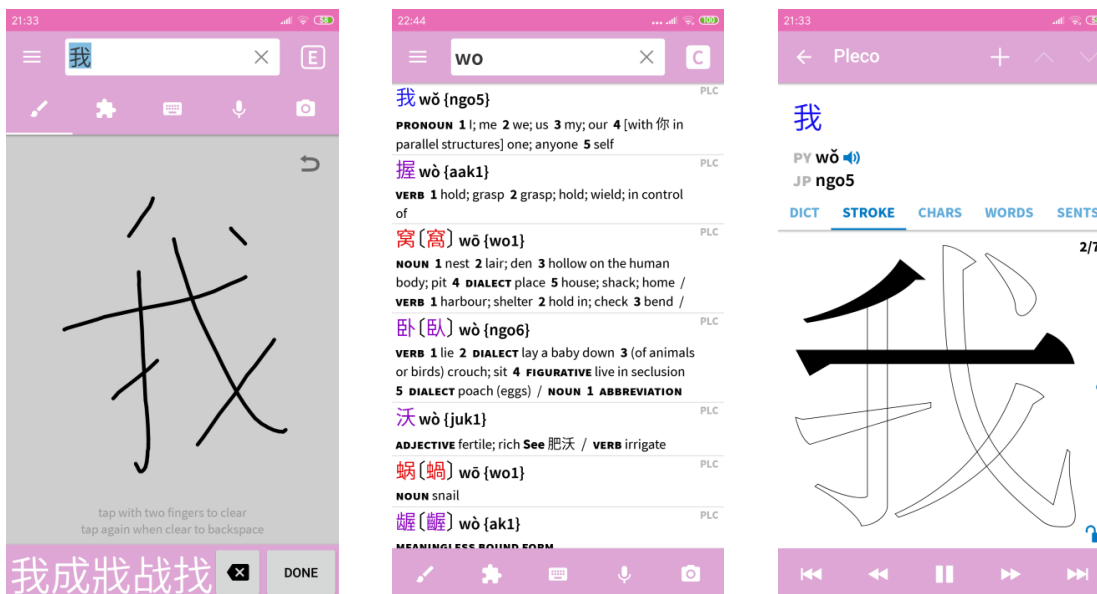 21:33
58
我
E
tap with two fingers to clear
tap again when clear to backspace
我成戕战找
DONE
22:44
100
wo
C
我 wǒ {ngo5}
PLC
PRONOUN 1 I; me 2 we; us 3 my; our 4 [with 你 in
parallel structures] one; anyone 5 self
握 wò {aak1}
PLC
VERB 1 hold; grasp 2 grasp; hold; wield; in control
of
窝〔窩〕 wō {wo1}
PLC
NOUN 1 nest 2 lair; den 3 hollow on the human
body; pit 4 DIALECT place 5 house; shack; home /
VERB 1 harbour; shelter 2 hold in; check 3 bend /
卧〔臥〕 wò {ngo6}
PLC
VERB 1 lie 2 DIALECT lay a baby down 3 (of animals
or birds) crouch; sit 4 FIGURATIVE live in seclusion
5 DIALECT poach (eggs) / NOUN 1 ABBREVIATION
沃 wò {juk1}
PLC
ADJECTIVE fertile; rich See 肥沃 / VERB irrigate
蜗〔蝸〕 wō {wo1}
PLC
NOUN snail
龌〔齷〕 wò {ak1}
PLC
MEANINGLESS BOUND FORM
21:33
Pleco
我
PY wǒ
JP ngo5
DICT STROKE CHARS WORDS SENTS
2/7
我